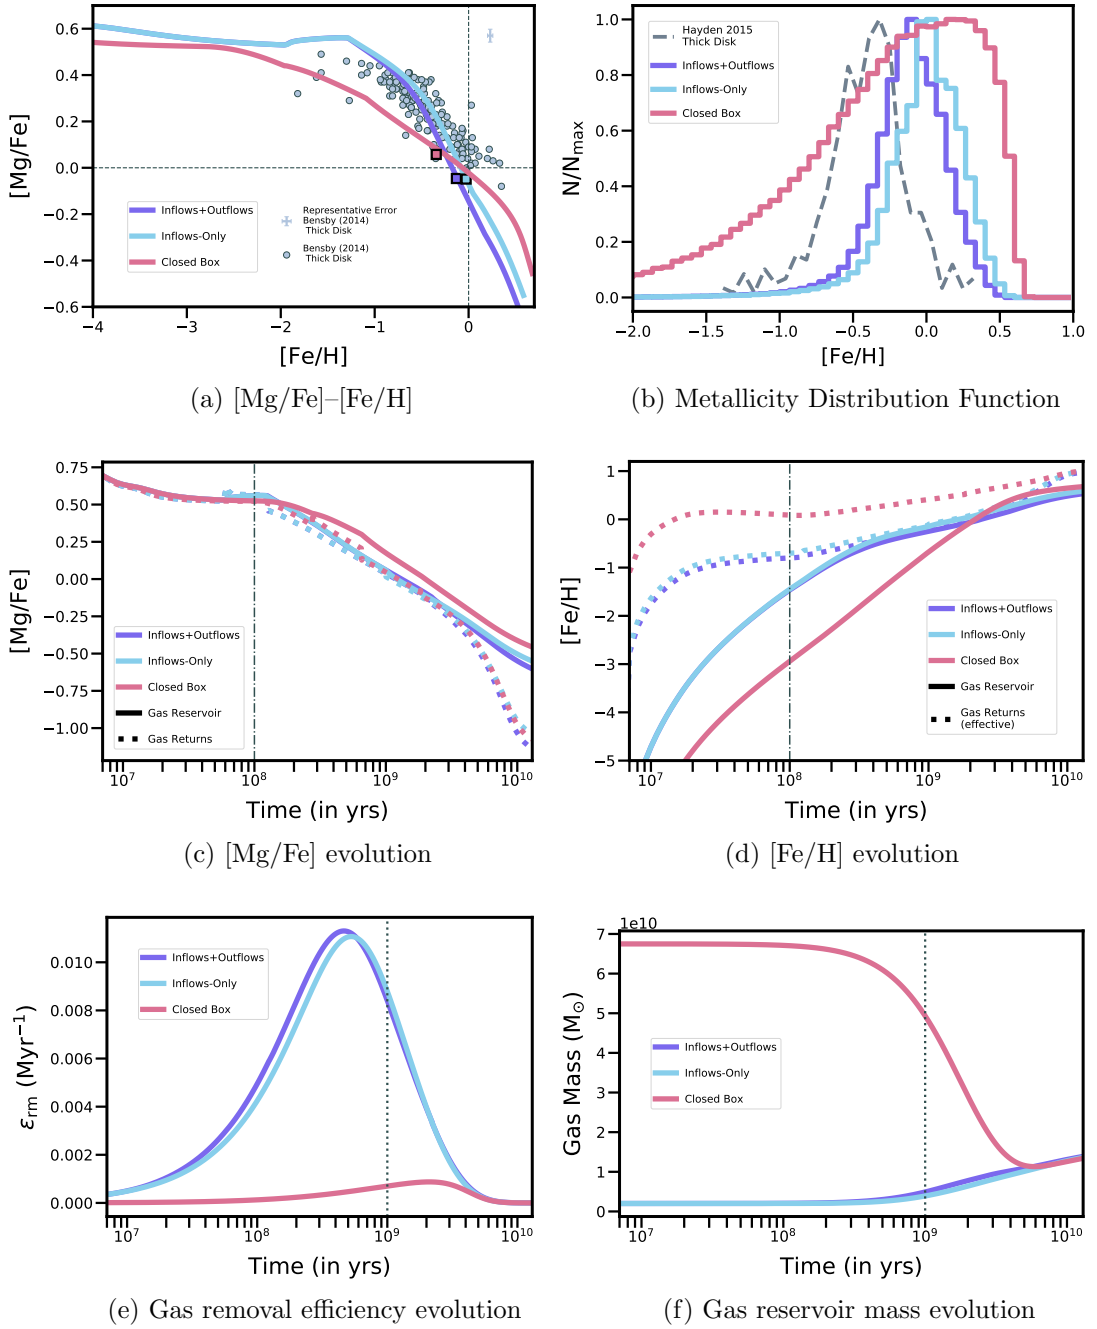 [Mg/Fe]
0.6
0.4
0.2
0.0
−0.2
−0.4
−0.6
−4
−3
−2
−1
0
[Fe/H]
Inflows+Outflows
Inflows-Only
Closed Box
Representative Error
Bensby (2014)
Thick Disk
Bensby (2014)
Thick Disk
(a) [Mg/Fe]–[Fe/H]
N/Nmax
1.0
0.8
0.6
0.4
0.2
0.0
−2.0
−1.5
−1.0
−0.5
0.0
0.5
1.0
[Fe/H]
Hayden 2015
Thick Disk
Inflows+Outflows
Inflows-Only
Closed Box
(b) Metallicity Distribution Function
[Mg/Fe]
0.75
0.50
0.25
0.00
−0.25
−0.50
−0.75
−1.00
10^7
10^8
10^9
10^10
Time (in yrs)
Inflows+Outflows
Inflows-Only
Closed Box
Gas Reservoir
Gas Returns
(c) [Mg/Fe] evolution
[Fe/H]
1
0
−1
−2
−3
−4
−5
10^7
10^8
10^9
10^10
Time (in yrs)
Inflows+Outflows
Inflows-Only
Closed Box
Gas Reservoir
Gas Returns
(effective)
(d) [Fe/H] evolution
εrm (Myr−1)
0.010
0.008
0.006
0.004
0.002
0.000
10^7
10^8
10^9
10^10
Time (in yrs)
Inflows+Outflows
Inflows-Only
Closed Box
(e) Gas removal efficiency evolution
1e10
Gas Mass (M⊙)
7
6
5
4
3
2
1
0
10^7
10^8
10^9
10^10
Time (in yrs)
Inflows+Outflows
Inflows-Only
Closed Box
(f) Gas reservoir mass evolution